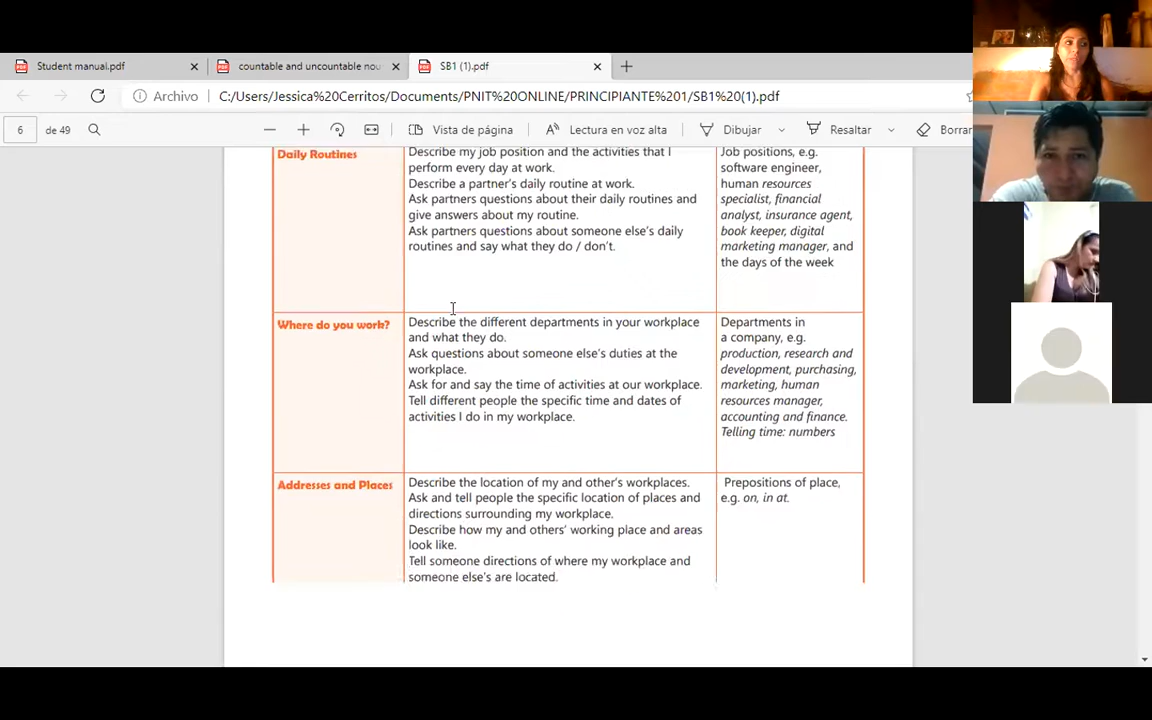 Student manual.pdf
countable and uncountable nou
SB1 (1).pdf
Archivo
C:/Users/Jessica%20Cerritos/Documents/PNIT%20ONLINE/PRINCIPIANTE%201/SB1%20(1).pdf
6
de 49
Vista de página
Lectura en voz alta
Dibujar
Resaltar
Borrar
Daily Routines
Describe my job position and the activities that I
perform every day at work.
Describe a partner's daily routine at work.
Ask partners questions about their daily routines and
give answers about my routine.
Ask partners questions about someone else's daily
routines and say what they do / don't.
Job positions, e.g.
software engineer,
human resources
specialist, financial
analyst, insurance agent,
book keeper, digital
marketing manager, and
the days of the week
Where do you work?
Describe the different departments in your workplace
and what they do.
Ask questions about someone else's duties at the
workplace.
Ask for and say the time of activities at our workplace.
Tell different people the specific time and dates of
activities I do in my workplace.
Departments in
a company, e.g.
production, research and
development, purchasing,
marketing, human
resources manager,
accounting and finance.
Telling time: numbers
Addresses and Places
Describe the location of my and other's workplaces.
Ask and tell people the specific location of places and
directions surrounding my workplace.
Describe how my and others' working place and areas
look like.
Tell someone directions of where my workplace and
someone else's are located.
Prepositions of place,
e.g. on, in at.